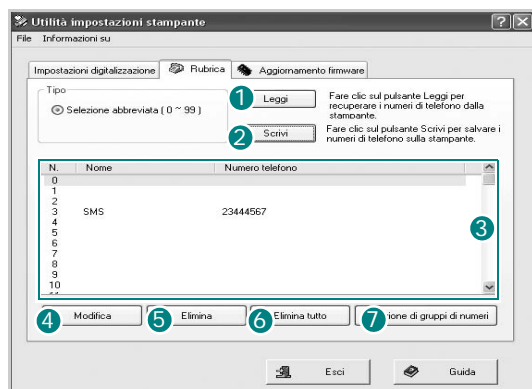 Utilità impostazioni stampante
File Informazioni su
Impostazioni digitalizzazione Rubrica Aggiornamento firmware
Tipo
Selezione abbreviata ( 0 ~ 99 )
1 Leggi
Fare clic sul pulsante Leggi per
recuperare i numeri di telefono dalla
stampante.
2 Scrivi
Fare clic sul pulsante Scrivi per salvare i
numeri di telefono sulla stampante.
N. Nome Numero telefono
0
1
2
3 SMS 23444567
4
5
6
7
8
9
10
3
4 Modifica 5 Elimina 6 Elimina tutto 7 ione di gruppi di numeri
Esci Guida